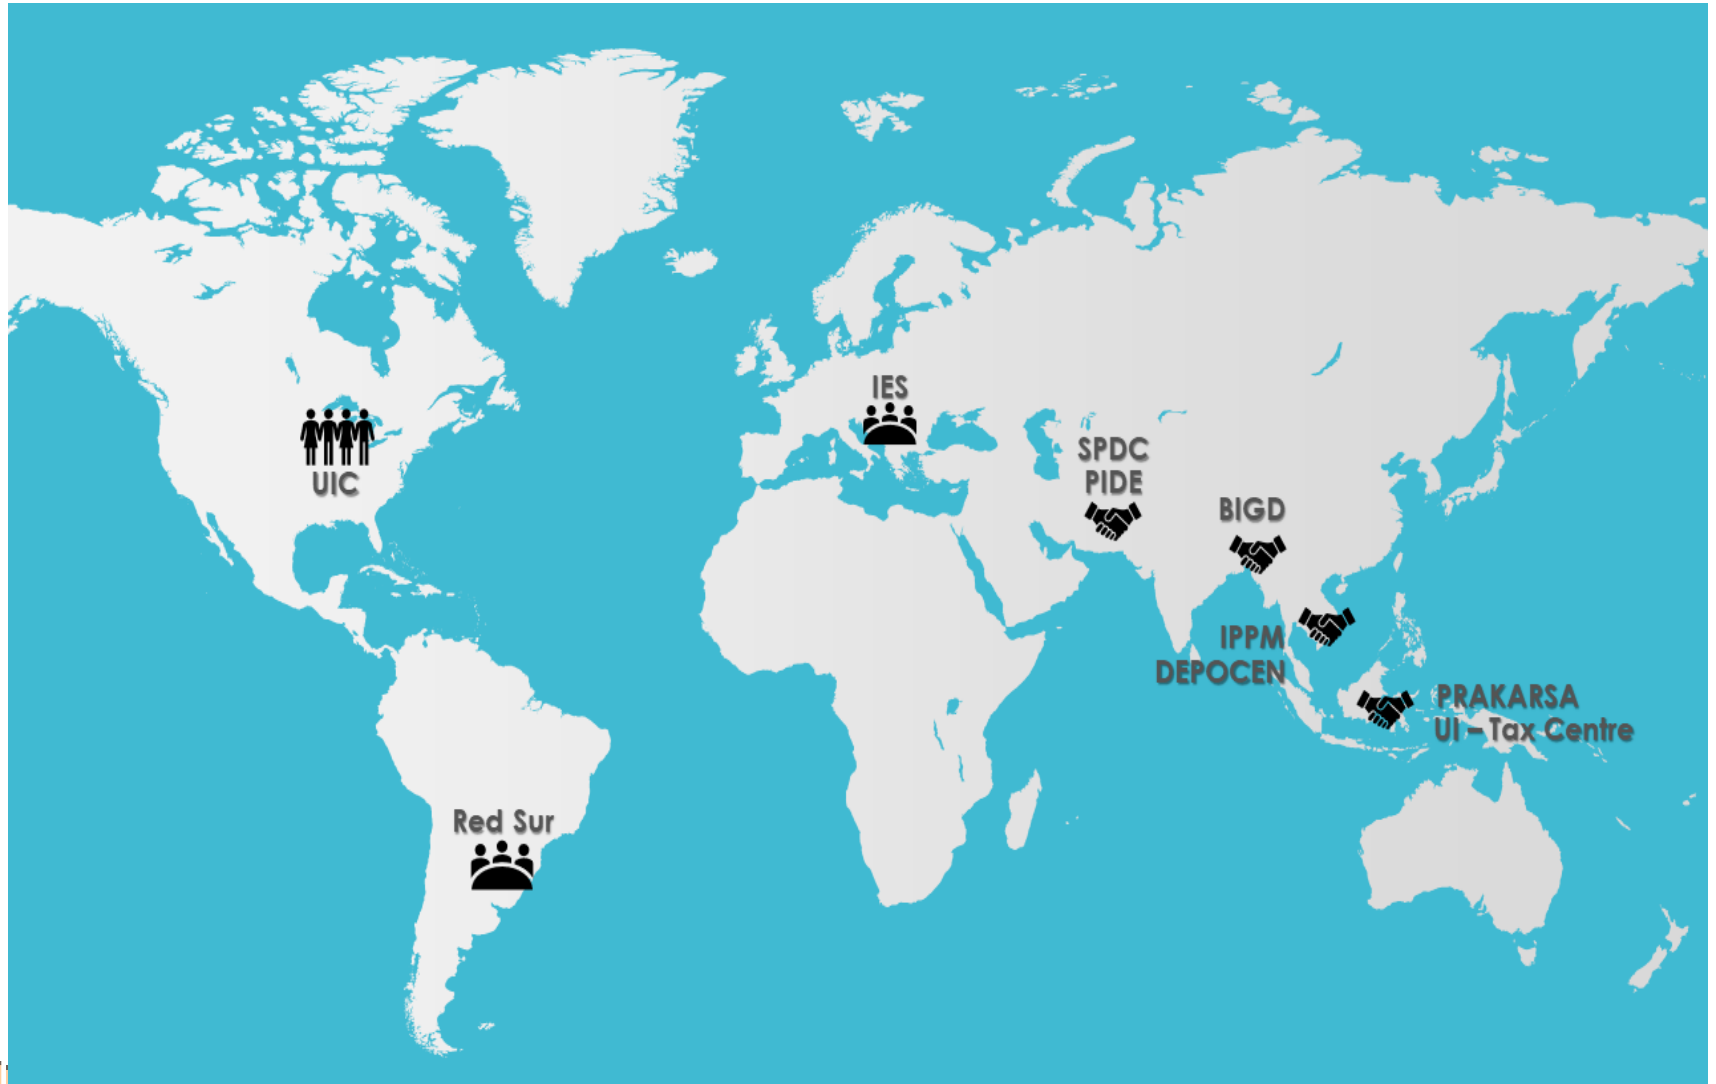 IES
SPDC
PIDE
UIC
BIGD
IPPM
DEPOCEN
PRAKARSA
UI – Tax Centre
Red Sur